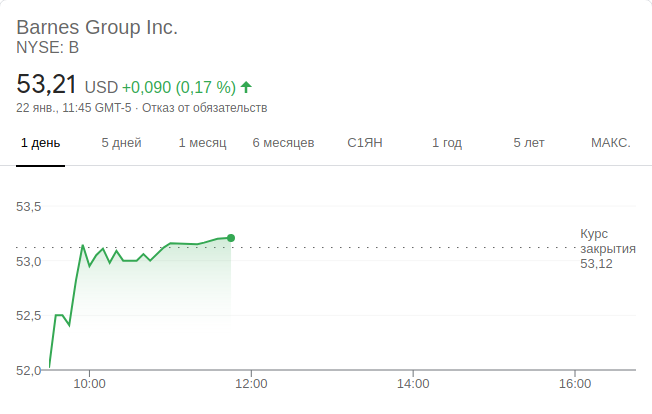 Barnes Group Inc.
NYSE: B
53,21 USD +0,090 (0,17 %)
22 янв., 11:45 GMT-5 · Отказ от обязательств
1 день 5 дней 1 месяц 6 месяцев С1ЯН 1 год 5 лет МАКС.
53,5
Курс
закрытия
53,12
53,0
52,5
52,0
10:00 12:00 14:00 16:00